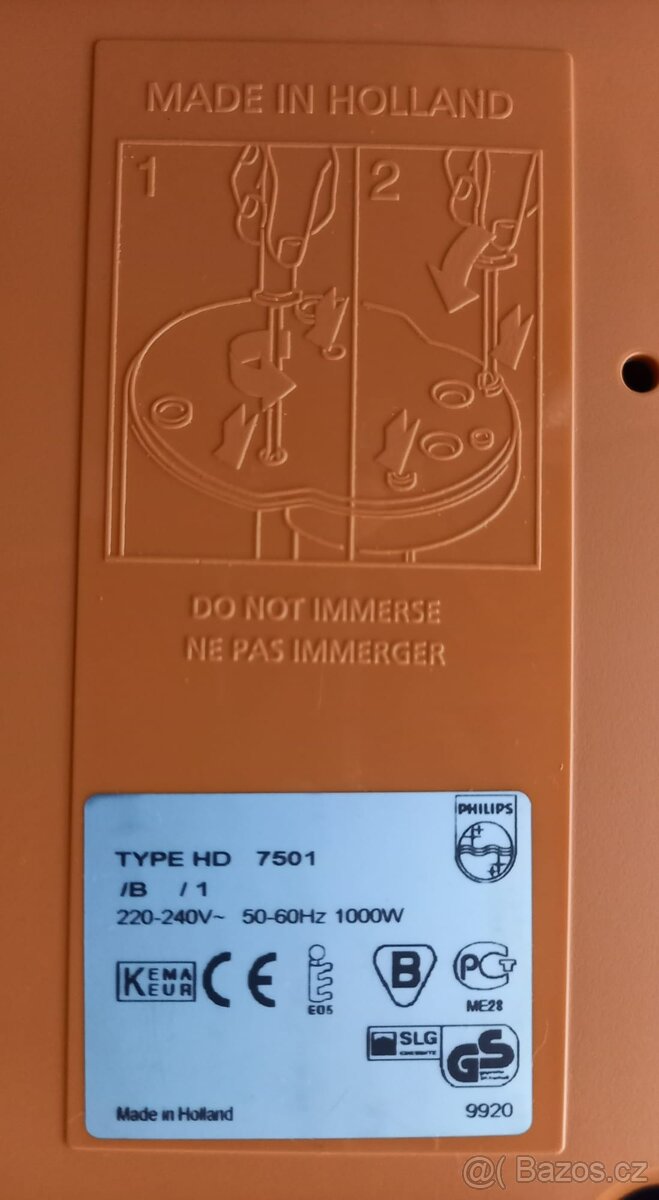 MADE IN HOLLAND
1 2
DO NOT IMMERSE
NE PAS IMMERGER
PHILIPS
TYPE HD 7501
/B / 1
220-240V~ 50-60Hz 1000W
KEMA
KEUR
CE
E05
B
PCT
ME28
SLG
GS
Made in Holland
9920
@( Bazos.cz